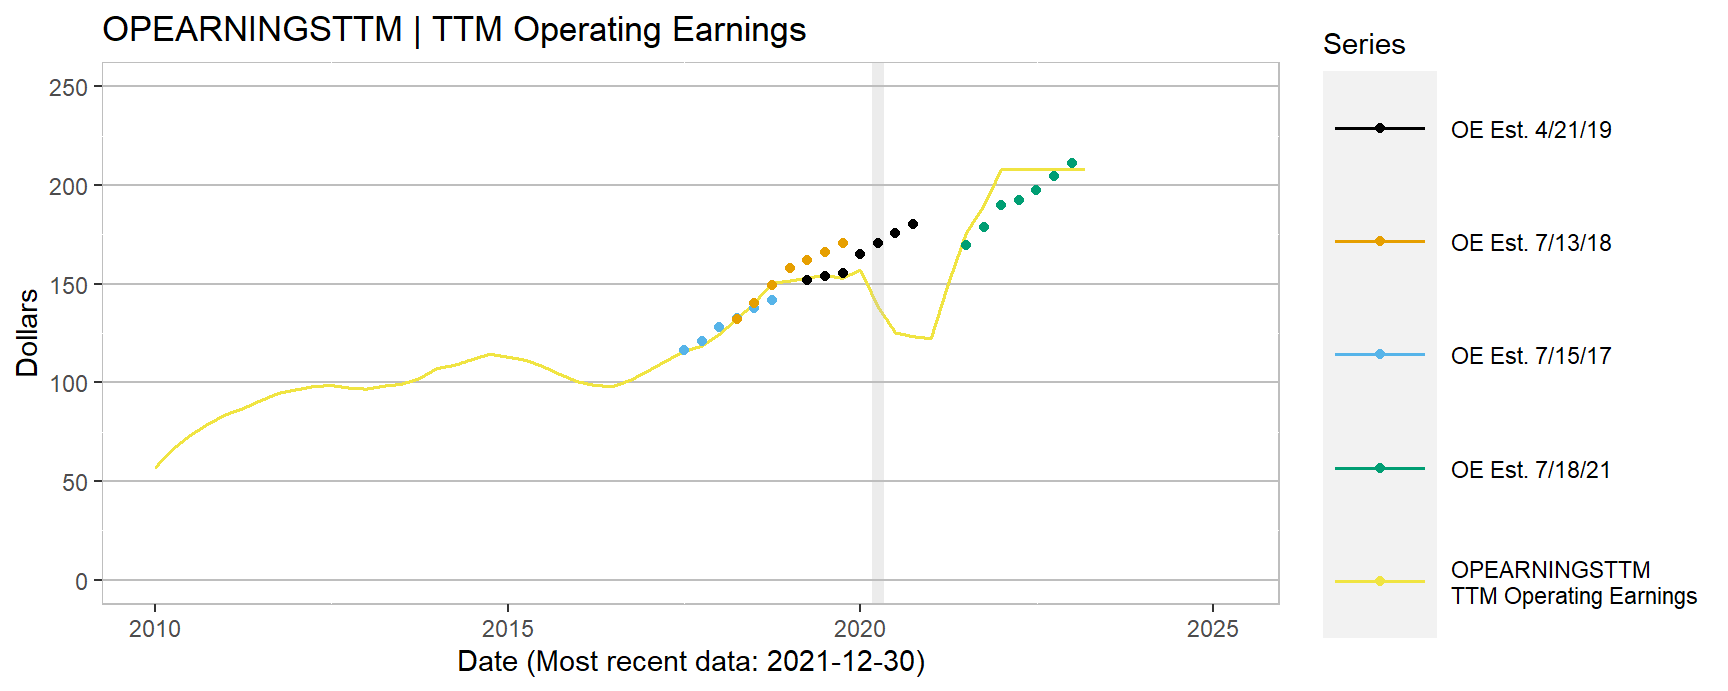 OPEARNINGSTTM | TTM Operating Earnings
Series
250
200
150
100
50
0
Dollars
2010
2015
2020
2025
Date (Most recent data: 2021-12-30)
OE Est. 4/21/19
OE Est. 7/13/18
OE Est. 7/15/17
OE Est. 7/18/21
OPEARNINGSTTM
TTM Operating Earnings